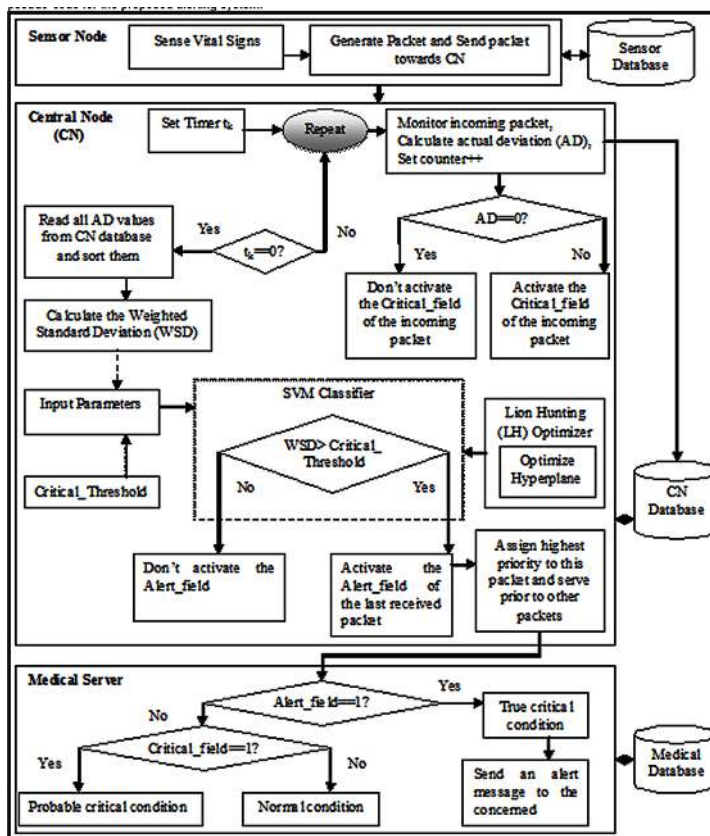 pseudo-code for the proposed alerting system.
Sensor Node
Sense Vital Signs
Generate Packet and Send packet
towards CN
Sensor
Database
Central Node
(CN)
Set Timer tk
Repeat
Monitor incoming packet,
Calculate actual deviation (AD),
Set counter++
Read all AD values
from CN database
and sort them
Yes
tk==0?
No
AD==0?
Yes
No
Don't activate
the Critical_field
of the incoming
packet
Activate the
Critical_field
of the incoming
packet
Calculate the Weighted
Standard Deviation (WSD)
Input Parameters
Critical_Threshold
SVM Classifier
WSD> Critical_
Threshold
No
Yes
Lion Hunting
(LH) Optimizer
Optimize
Hyperplane
CN
Database
Don't activate the
Alert_field
Activate the
Alert_field of
the last received
packet
Assign highest
priority to this
packet and serve
prior to other
packets
Medical Server
Alert_field==1?
Yes
No
True critical
condition
Critical_field==1?
Yes
No
Probable critical condition
Normal condition
Send an alert
message to the
concerned
Medical
Database